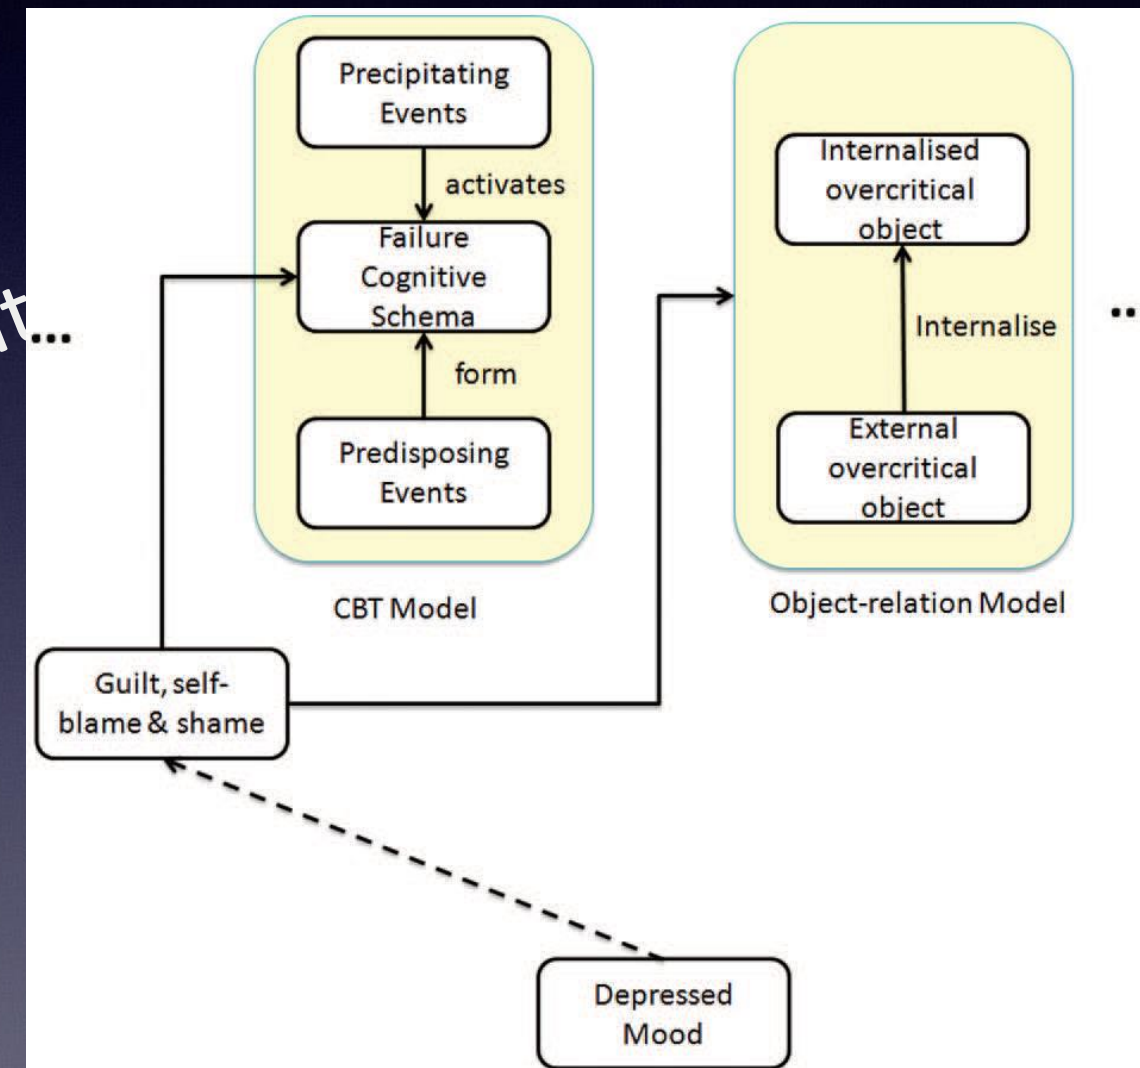 Precipitating
Events
activates
Failure
Cognitive
Schema
form
Predisposing
Events
CBT Model
Internalised
overcritical
object
Internalise
External
overcritical
object
Object-relation Model
...
..
Guilt, self-
blame & shame
Depressed
Mood